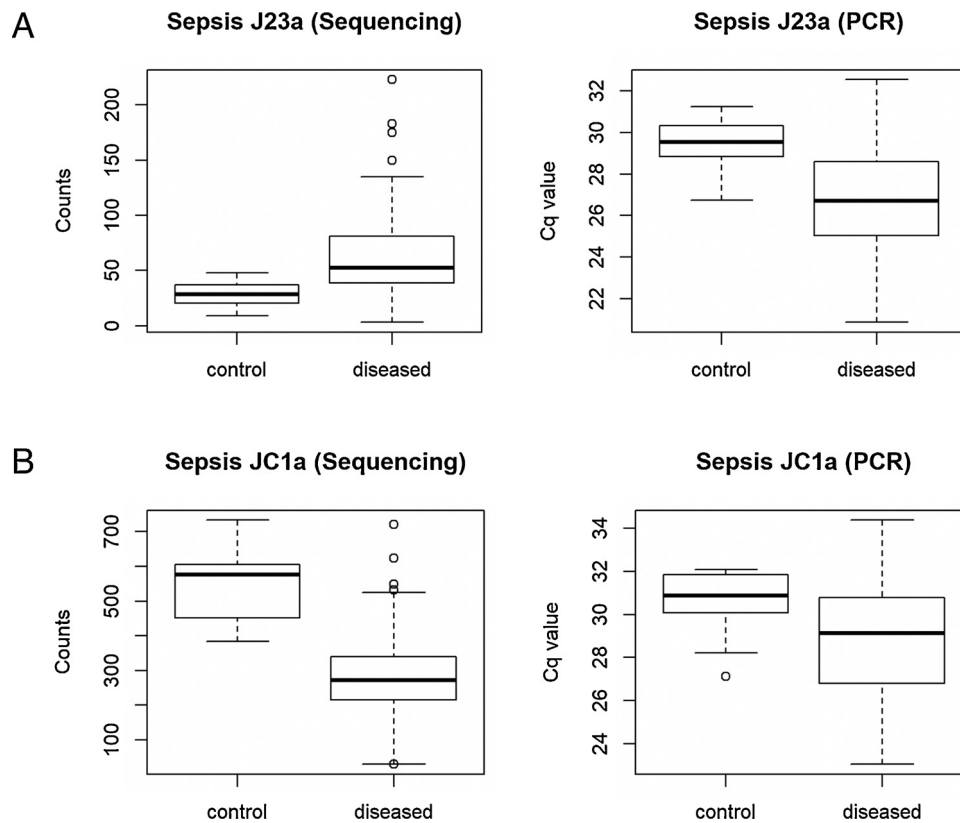 A
Sepsis J23a (Sequencing)
Counts
200
150
100
50
0
control
diseased
Sepsis J23a (PCR)
Cq value
32
30
28
26
24
22
control
diseased
B
Sepsis JC1a (Sequencing)
Counts
700
500
300
100
control
diseased
Sepsis JC1a (PCR)
Cq value
34
32
30
28
26
24
control
diseased